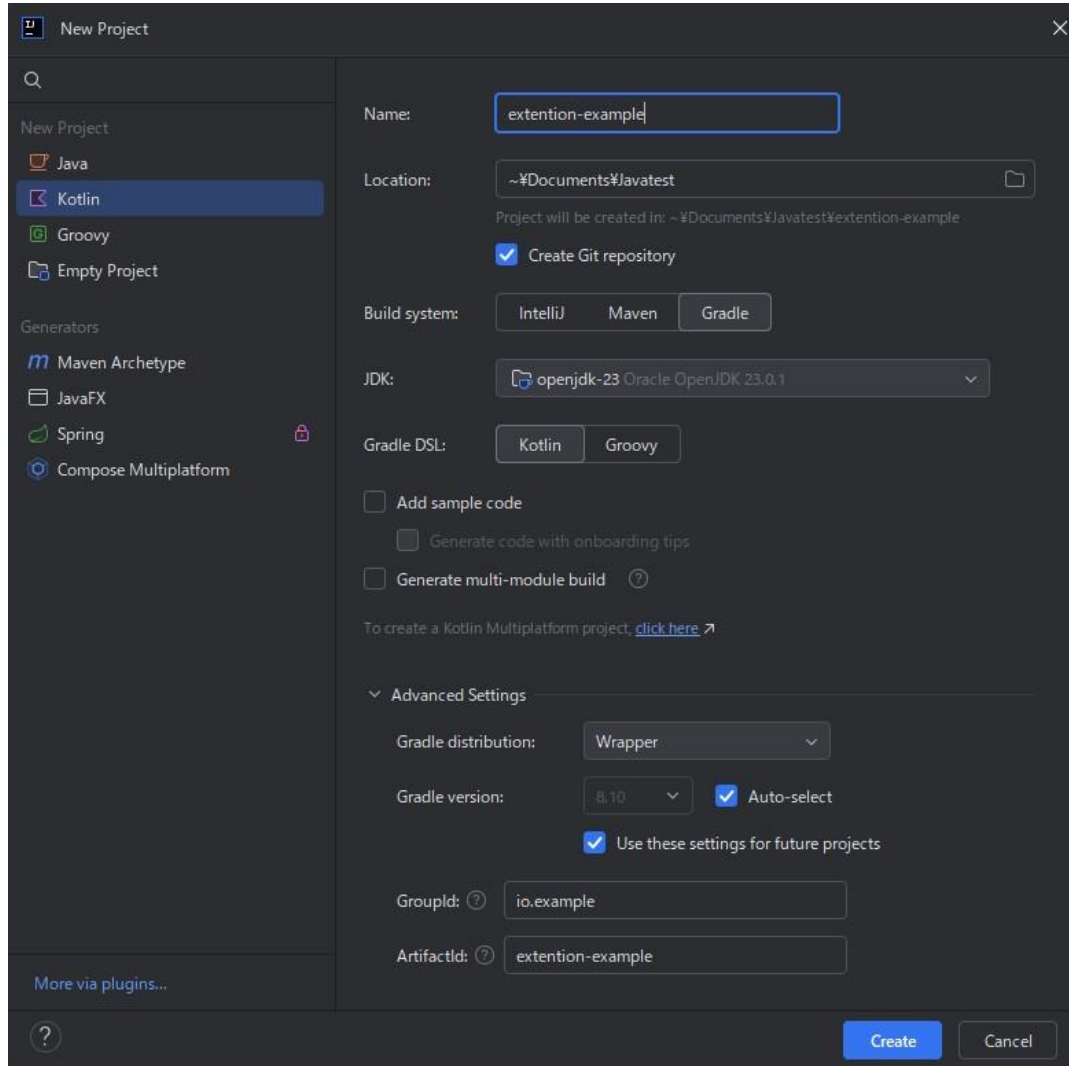 New Project
New Project
Java
Kotlin
Groovy
Empty Project
Generators
Maven Archetype
JavaFX
Spring
Compose Multiplatform
More via plugins...
Name: extention-example
Location: ~¥Documents¥Javatest
Project will be created in: ~¥Documents¥Javatest¥extention-example
Create Git repository
Build system: IntelliJ Maven Gradle
JDK: openjdk-23 Oracle OpenJDK 23.0.1
Gradle DSL: Kotlin Groovy
Add sample code
Generate code with onboarding tips
Generate multi-module build ?
To create a Kotlin Multiplatform project, click here ↗
Advanced Settings
Gradle distribution: Wrapper
Gradle version: 8.10 Auto-select
Use these settings for future projects
GroupId: ? io.example
ArtifactId: ? extention-example
? Create Cancel